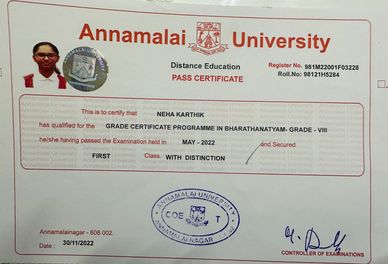 Annamalai University
Distance Education
Register No. 981M22001F03228
PASS CERTIFICATE
Roll.No: 98121H5284
This is to certify that NEHA KARTHIK
has qualified for the GRADE CERTIFICATE PROGRAMME IN BHARATHANATYAM- GRADE - VIII
he/she having passed the Examination held in MAY - 2022 and Secured
FIRST Class. WITH DISTINCTION
ANNAMALAI UNIVERSITY
COE T
ANNAMALAI NAGAR
Annamalainagar - 608 002.
Date : 30/11/2022
CONTROLLER OF EXAMINATIONS